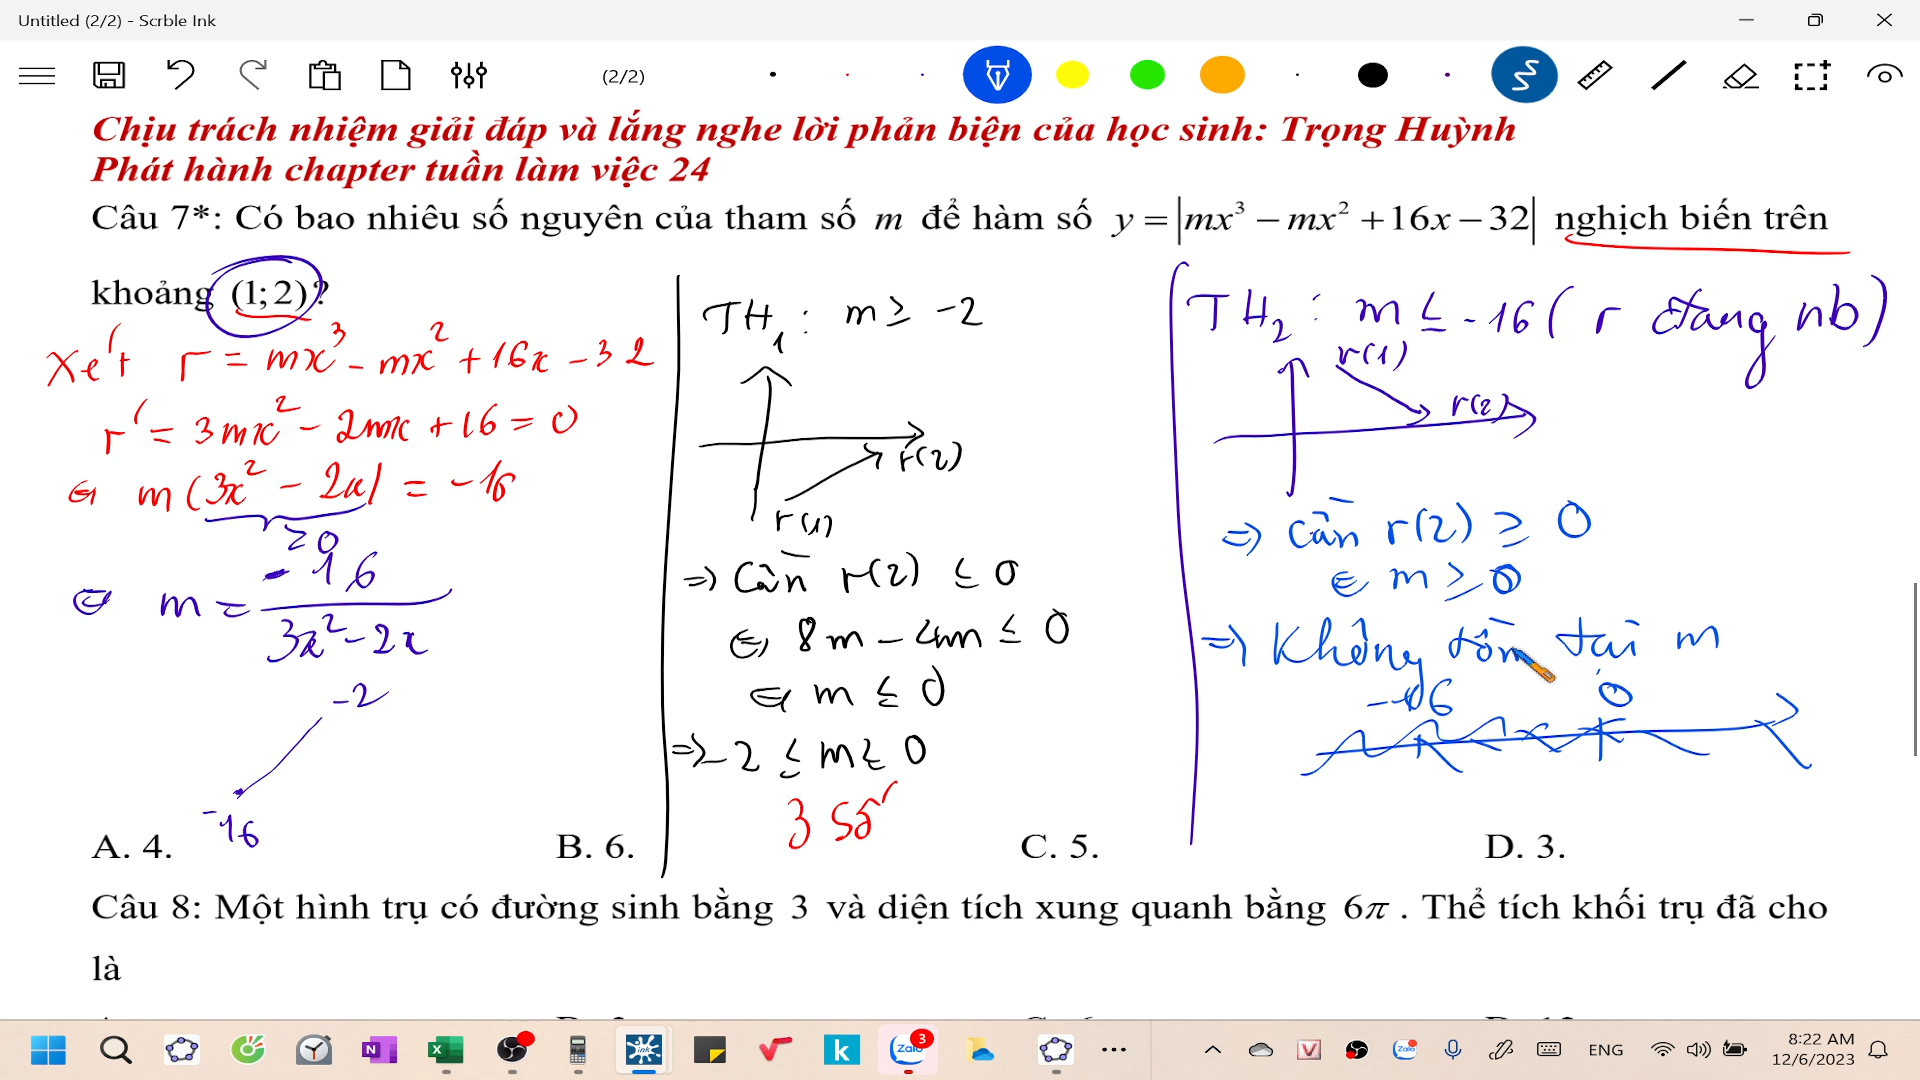 Untitled (2/2) - Scrble Ink
(2/2)
Chịu trách nhiệm giải đáp và lắng nghe lời phản biện của học sinh: Trọng Huỳnh
Phát hành chapter tuần làm việc 24
Câu 7*: Có bao nhiêu số nguyên của tham số m để hàm số y = |mx³ − mx² + 16x − 32| nghịch biến trên
khoảng (1;2)?
Xét r = mx³ - mx² + 16x - 32
r' = 3mx² - 2mx + 16 = 0
⇔ m(3x² - 2x) = -16
≥ 0
⇔ m = -16 / 3x² - 2x
-2
-16
TH₁ : m ≥ -2
r(2)
r(1)
⇒ Cần r(2) ≤ 0
⇔ 8m - 4m ≤ 0
⇔ m ≤ 0
⇒ -2 ≤ m ≤ 0
3 số
TH₂ : m ≤ -16 ( r đang nb)
r(1)
r(2)
⇒ cần r(2) ≥ 0
⇔ m ≥ 0
⇒ Không tồn tại m
-16 0
A. 4. B. 6. C. 5. D. 3.
Câu 8: Một hình trụ có đường sinh bằng 3 và diện tích xung quanh bằng 6π . Thể tích khối trụ đã cho
là
ENG
8:22 AM
12/6/2023